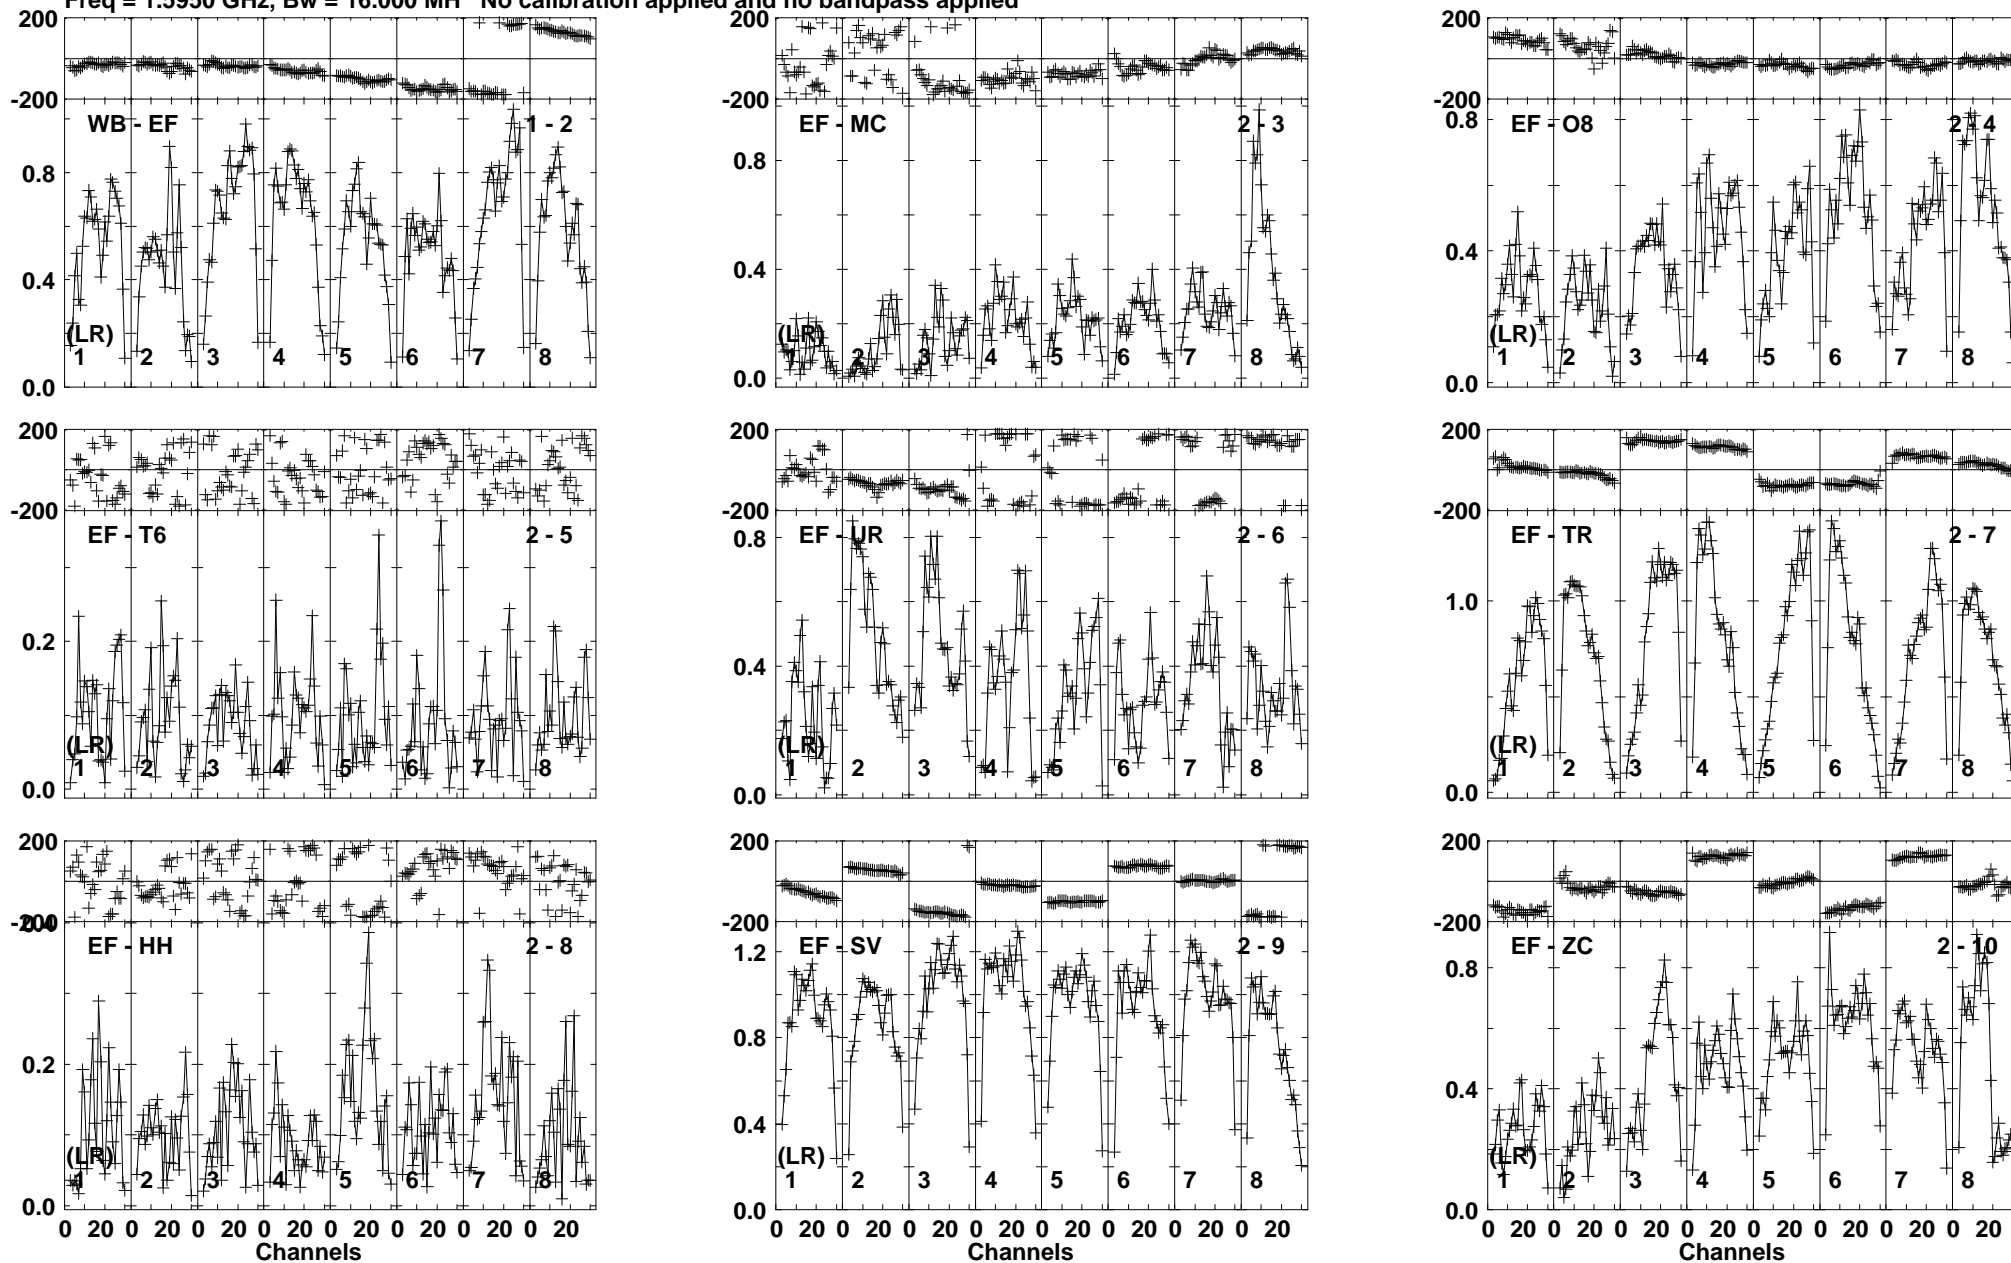 Freq = 1.5950 GHz, Bw = 16.000 MH No calibration applied and no bandpass applied
200 200 200
-200 -200 -200
WB - EF 1 - 2 EF - MC 2 - 3 EF - O8 2 - 4
0.8 0.8 0.8
0.4 0.4 0.4
(LR) (LR) (LR)
1 2 3 4 5 6 7 8 1 2 3 4 5 6 7 8 1 2 3 4 5 6 7 8
0.0 0.0 0.0
200 200 200
-200 -200 -200
EF - T6 2 - 5 EF - UR 2 - 6 EF - TR 2 - 7
0.8
0.2 0.4 1.0
(LR) (LR) (LR)
1 2 3 4 5 6 7 8 1 2 3 4 5 6 7 8 1 2 3 4 5 6 7 8
0.0 0.0 0.0
200 200 200
-200 -200 -200
0.4
EF - HH 2 - 8 EF - SV 2 - 9 EF - ZC 2 - 10
1.2 0.8
0.2 0.8 0.4
0.4
(LR) (LR) (LR)
1 2 3 4 5 6 7 8 1 2 3 4 5 6 7 8 1 2 3 4 5 6 7 8
0.0 0.0 0.0
0 20 0 20 0 20 0 20 0 20 0 20 0 20 0 20 0 20 0 20 0 20 0 20 0 20 0 20 0 20 0 20 0 20 0 20 0 20 0 20 0 20 0 20 0 20 0 20
Channels Channels Channels